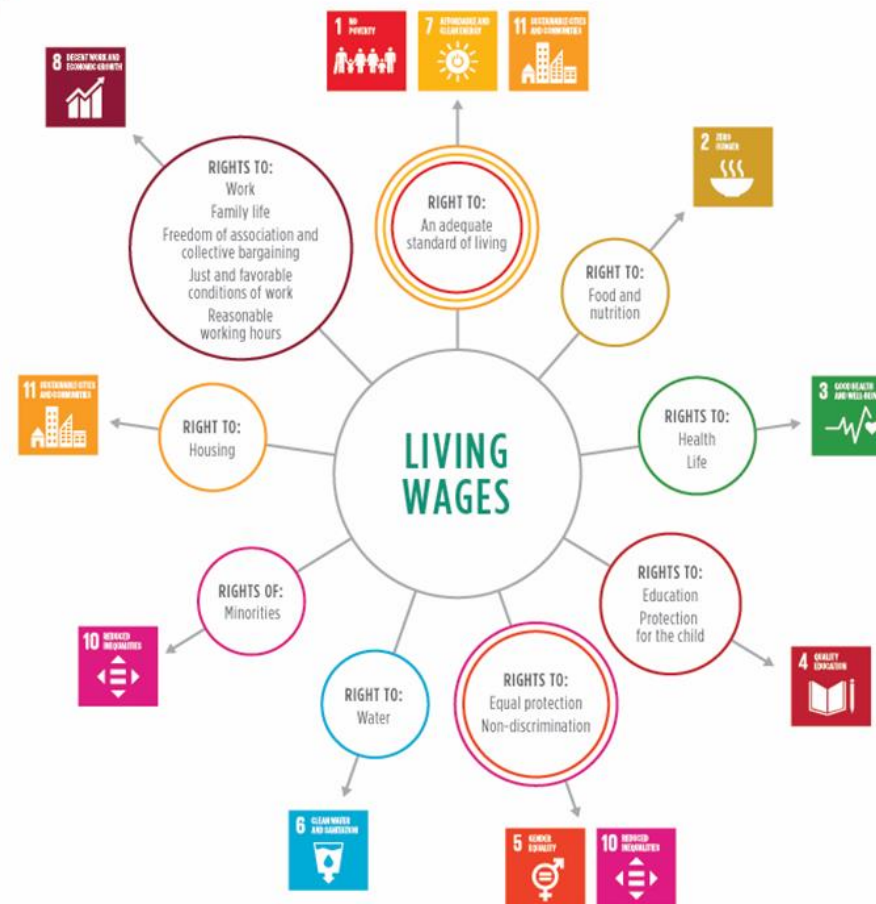 1 NO
POVERTY
7 AFFORDABLE AND
CLEAN ENERGY
11 SUSTAINABLE CITIES
AND COMMUNITIES
8 DECENT WORK AND
ECONOMIC GROWTH
2 ZERO
HUNGER
RIGHTS TO:
Work
Family life
Freedom of association and
collective bargaining
Just and favorable
conditions of work
Reasonable
working hours
RIGHT TO:
An adequate
standard of living
RIGHT TO:
Food and
nutrition
11 SUSTAINABLE CITIES
AND COMMUNITIES
RIGHT TO:
Housing
LIVING
WAGES
RIGHTS TO:
Health
Life
3 GOOD HEALTH
AND WELL-BEING
RIGHTS OF:
Minorities
RIGHTS TO:
Education
Protection
for the child
10 REDUCED
INEQUALITIES
4 QUALITY
EDUCATION
RIGHT TO:
Water
RIGHTS TO:
Equal protection
Non-discrimination
6 CLEAN WATER
AND SANITATION
5 GENDER
EQUALITY
10 REDUCED
INEQUALITIES